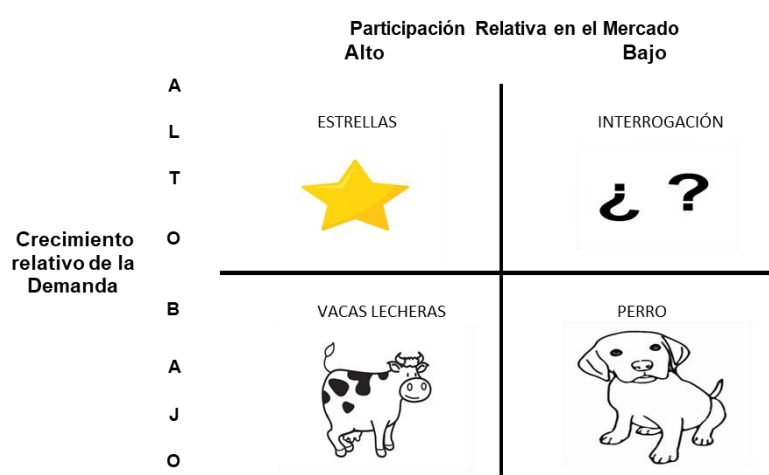 Participación Relativa en el Mercado
Alto Bajo
A
L
T
O
ESTRELLAS INTERROGACIÓN
¿ ?
Crecimiento
relativo de la
Demanda
B
A
J
O
VACAS LECHERAS PERRO